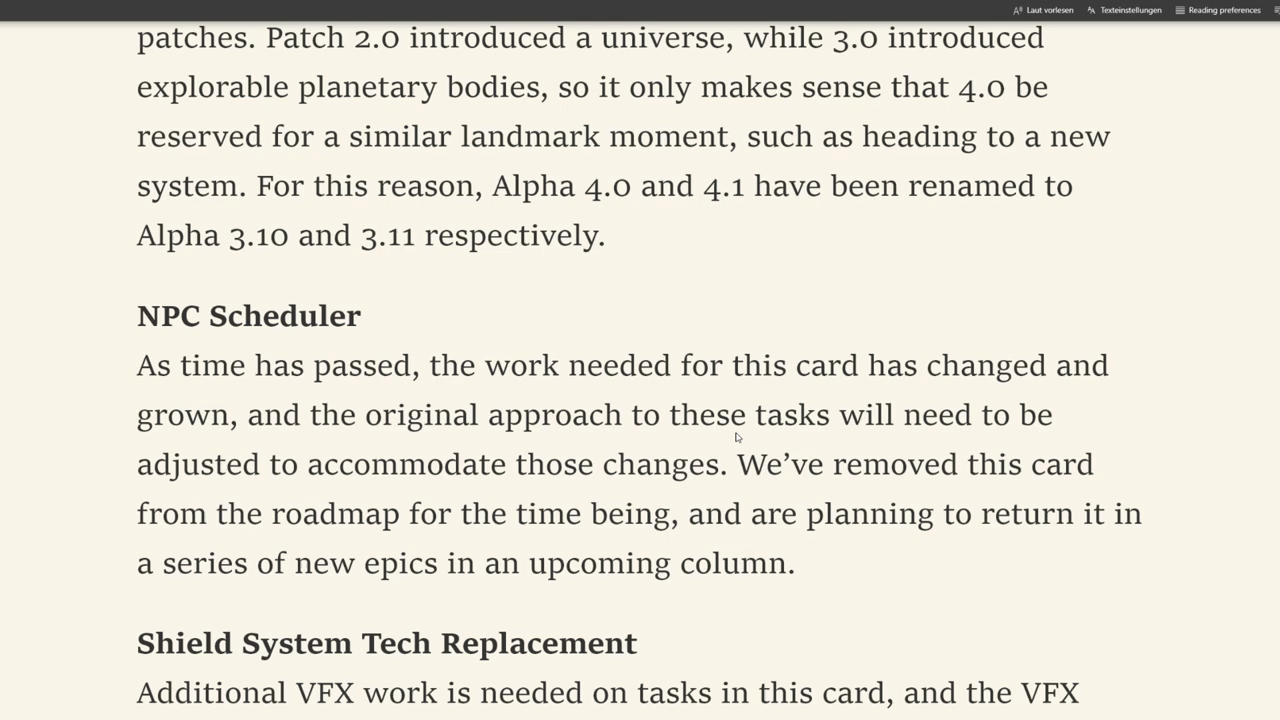 Laut vorlesen Texteinstellungen Reading preferences
patches. Patch 2.0 introduced a universe, while 3.0 introduced
explorable planetary bodies, so it only makes sense that 4.0 be
reserved for a similar landmark moment, such as heading to a new
system. For this reason, Alpha 4.0 and 4.1 have been renamed to
Alpha 3.10 and 3.11 respectively.
NPC Scheduler
As time has passed, the work needed for this card has changed and
grown, and the original approach to these tasks will need to be
adjusted to accommodate those changes. We’ve removed this card
from the roadmap for the time being, and are planning to return it in
a series of new epics in an upcoming column.
Shield System Tech Replacement
Additional VFX work is needed on tasks in this card, and the VFX